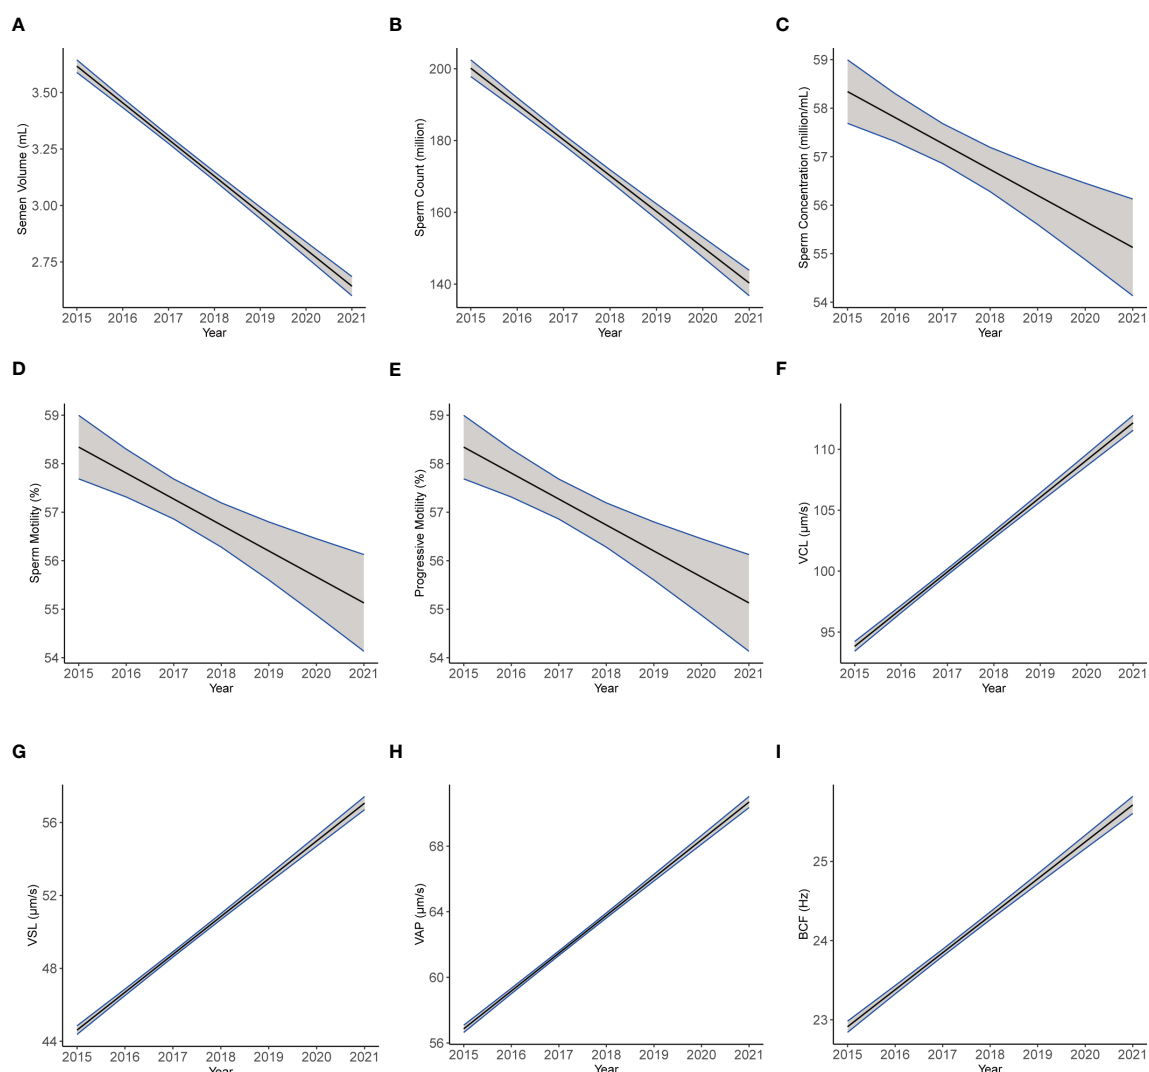 A
Semen Volume (mL)
3.50
3.25
3.00
2.75
2015 2016 2017 2018 2019 2020 2021
Year
B
Sperm Count (million)
200
180
160
140
2015 2016 2017 2018 2019 2020 2021
Year
C
Sperm Concentration (million/mL)
59
58
57
56
55
54
2015 2016 2017 2018 2019 2020 2021
Year
D
Sperm Motility (%)
59
58
57
56
55
54
2015 2016 2017 2018 2019 2020 2021
Year
E
Progressive Motility (%)
59
58
57
56
55
54
2015 2016 2017 2018 2019 2020 2021
Year
F
VCL (μm/s)
110
105
100
95
2015 2016 2017 2018 2019 2020 2021
Year
G
VSL (μm/s)
56
52
48
44
2015 2016 2017 2018 2019 2020 2021
Year
H
VAP (μm/s)
68
64
60
56
2015 2016 2017 2018 2019 2020 2021
Year
I
BCF (Hz)
25
24
23
2015 2016 2017 2018 2019 2020 2021
Year